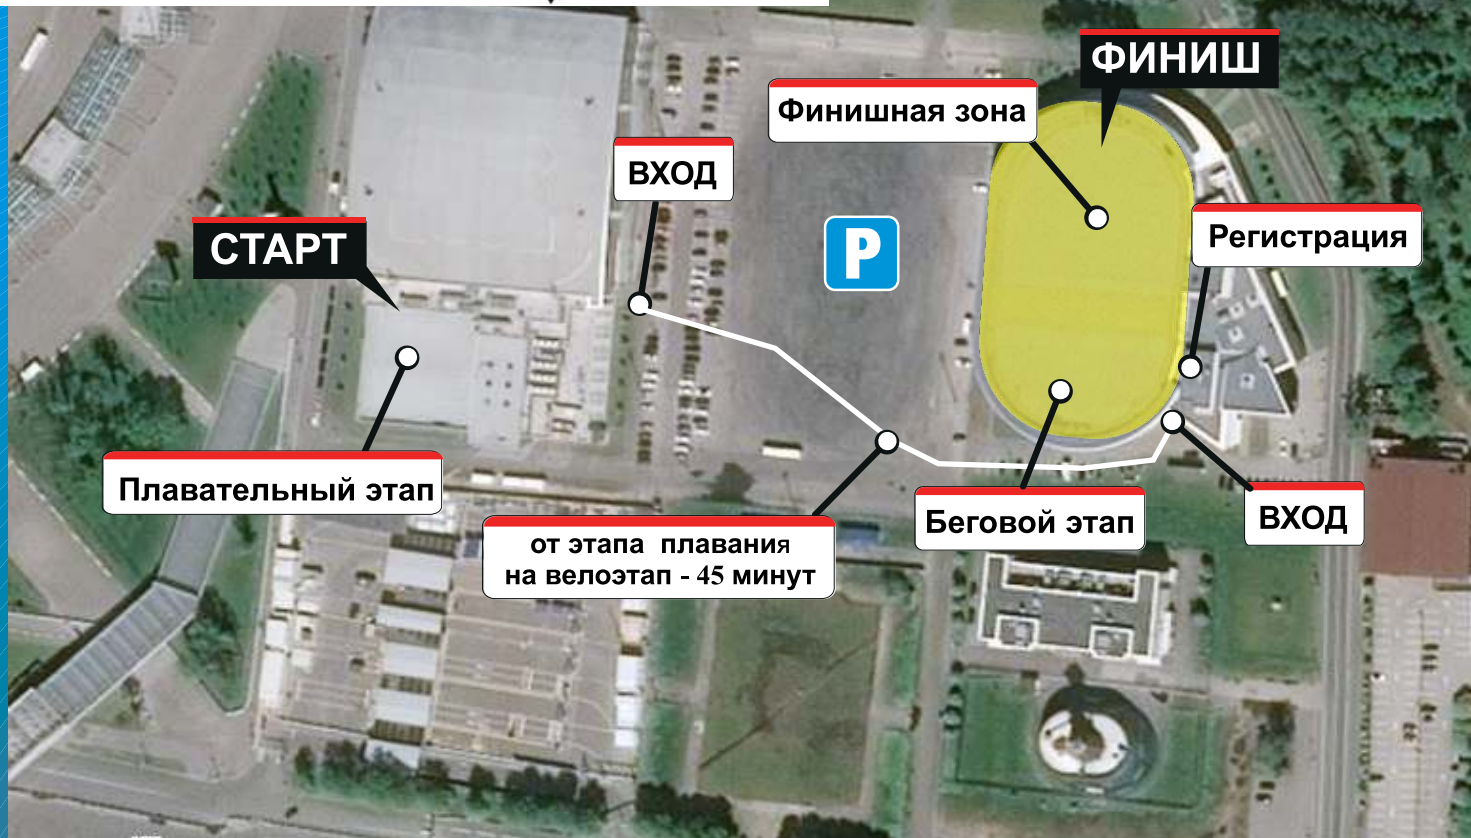 ФИНИШ
Финишная зона
ВХОД
Регистрация
СТАРТ
P
Плавательный этап
от этапа плавания
на велоэтап - 45 минут
Беговой этап
ВХОД